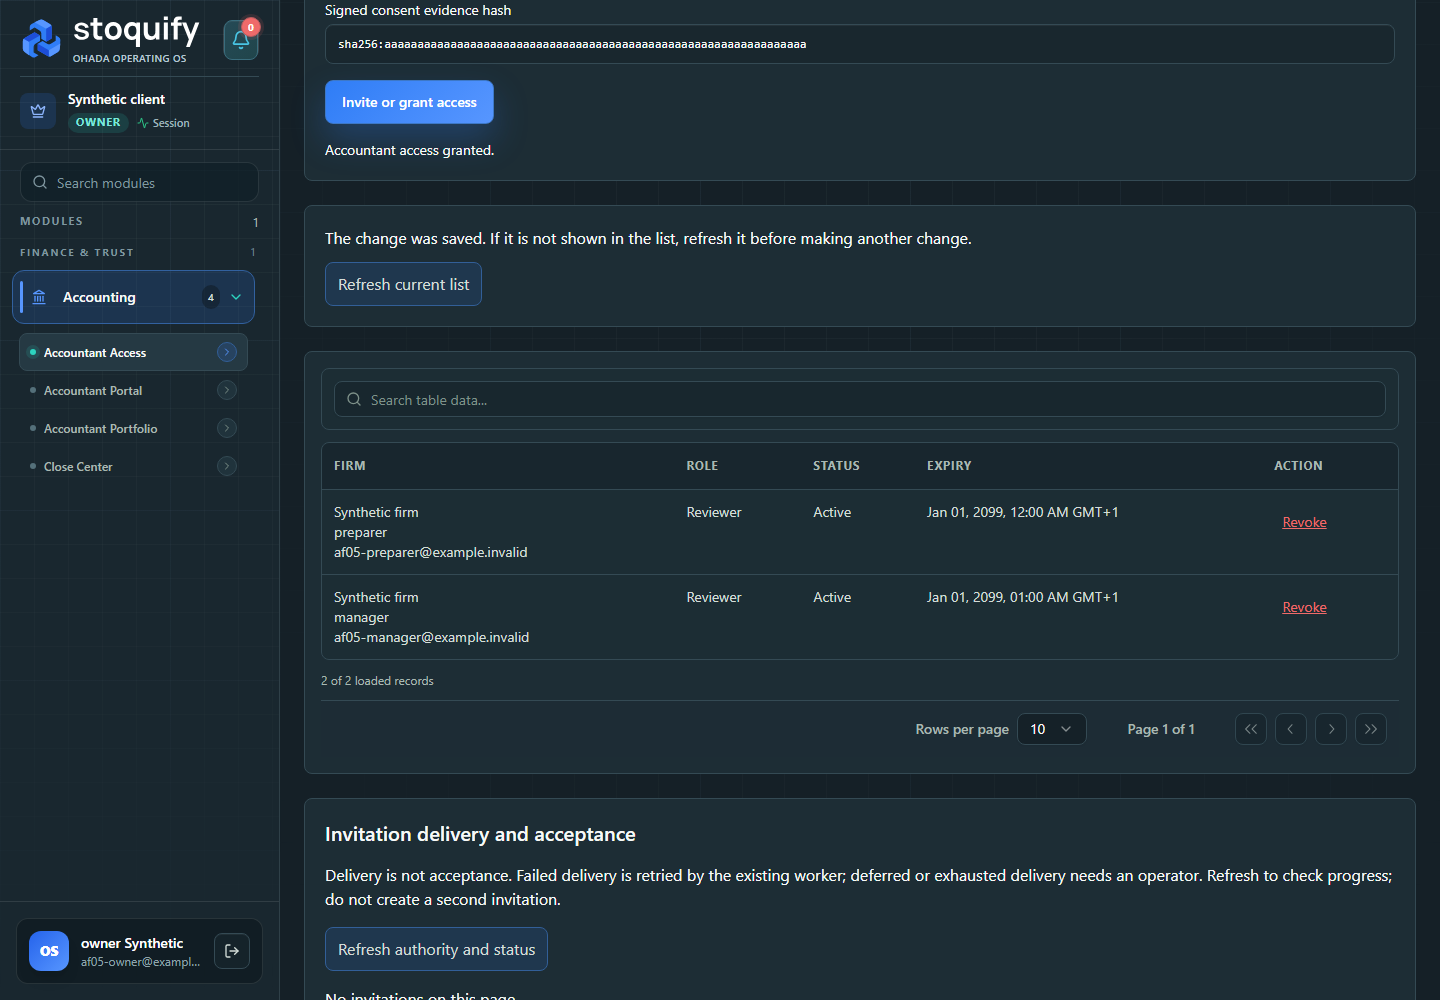 stoquify
OHADA OPERATING OS
0
Synthetic client
OWNER
Session
Search modules
MODULES
1
FINANCE & TRUST
1
Accounting
4
Accountant Access
Accountant Portal
Accountant Portfolio
Close Center
OS
owner Synthetic
af05-owner@exampl...
Signed consent evidence hash
sha256:aaaaaaaaaaaaaaaaaaaaaaaaaaaaaaaaaaaaaaaaaaaaaaaaaaaaaaaaaaaaaaaa
Invite or grant access
Accountant access granted.
The change was saved. If it is not shown in the list, refresh it before making another change.
Refresh current list
Search table data...
FIRM ROLE STATUS EXPIRY ACTION
Synthetic firm
preparer
af05-preparer@example.invalid
Reviewer Active Jan 01, 2099, 12:00 AM GMT+1 Revoke
Synthetic firm
manager
af05-manager@example.invalid
Reviewer Active Jan 01, 2099, 01:00 AM GMT+1 Revoke
2 of 2 loaded records
Rows per page 10 Page 1 of 1
Invitation delivery and acceptance
Delivery is not acceptance. Failed delivery is retried by the existing worker; deferred or exhausted delivery needs an operator. Refresh to check progress;
do not create a second invitation.
Refresh authority and status
No invitations on this page